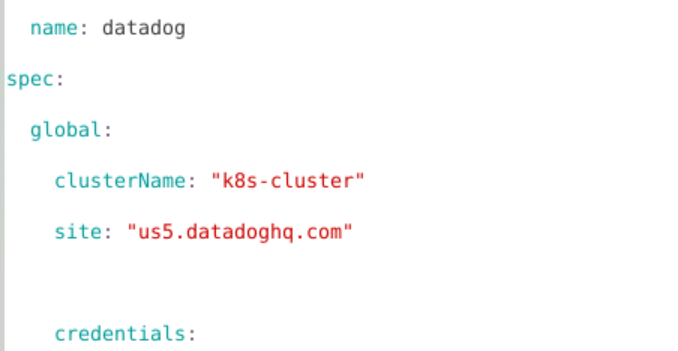 name: datadog
spec:
global:
clusterName: "k8s-cluster"
site: "us5.datadoghq.com"
credentials: